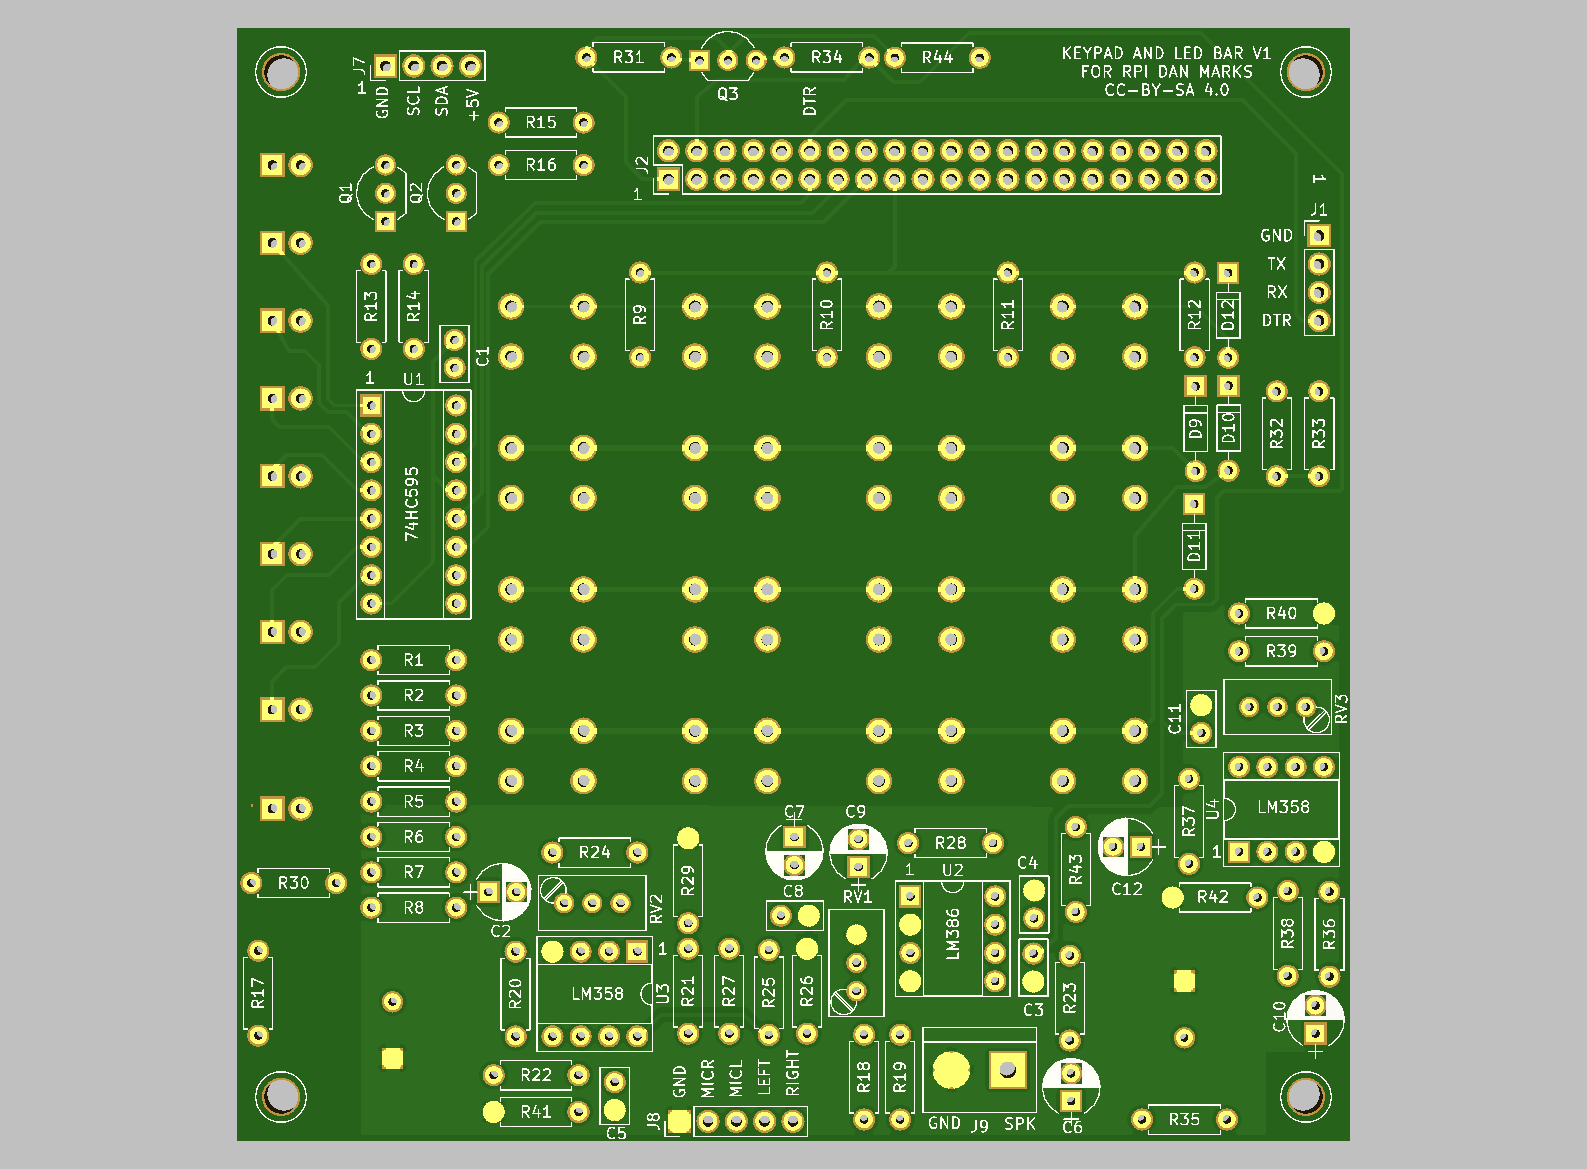 KEYPAD AND LED BAR V1
FOR RPI DAN MARKS
CC-BY-SA 4.0
J7
1
GND
SCL
SDA
+5V
R31
Q3
R34
DTR
R44
R15
R16
Q1
Q2
J2
1
1
J1
GND
TX
RX
DTR
R13
R14
C1
R9
R10
R11
R12
D12
1
U1
74HC595
D9
D10
R32
R33
D11
R40
R39
R1
R2
R3
R4
R5
R6
R7
R8
C11
RV3
R37
U4
LM358
1
C7
C9
R28
R24
R29
C8
RV1
U2
C4
R43
C12
R42
R30
C2
RV2
LM386
R38
R36
R17
R20
LM358
1
U3
R21
R27
R25
R26
C3
R23
C10
R22
R41
C5
GND
MICR
MICL
LEFT
RIGHT
J8
R18
R19
GND
J9
SPK
C6
R35